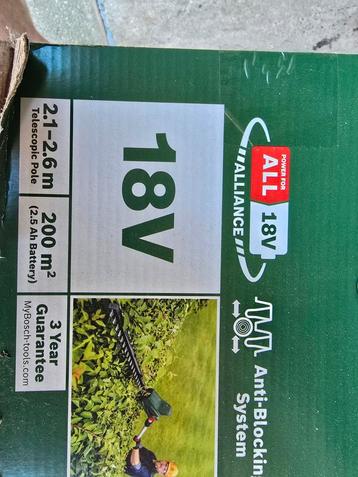 POWER FOR
ALL 18V
ALLIANCE
Anti-Blockin
System
18V
2.1–2.6 m
Telescopic Pole
200 m²
(2.5 Ah Battery)
3 Year
Guarantee
MyBosch-tools.com